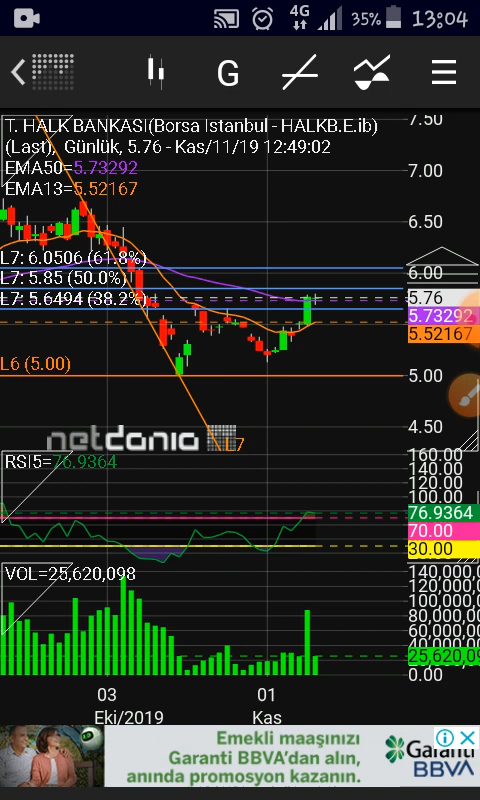 4G
35%
13:04
G
T. HALK BANKASI(Borsa Istanbul - HALKB.E.ib)
(Last), Günlük, 5.76 - Kas/11/19 12:49:02
EMA50=5.73292
EMA13=5.52167
7.50
7.00
6.50
L7: 6.0506 (61.8%)
6.00
L7: 5.85 (50.0%)
L7: 5.6494 (38.2%)
5.76
5.73292
5.52167
L6 (5.00)
5.00
4.50
netdania
L7
RSI5=76.9364
160.00
140.00
120.00
100.00
76.9364
70.00
30.00
VOL=25,620,098
140,000,0
120,000,0
100,000,0
80,000,0
60,000,0
40,000,0
25,620,09
0.00
03
01
Eki/2019
Kas
Emekli maaşınızı
Garanti BBVA'dan alın,
anında promosyon kazanın.
Garanti
BBVA